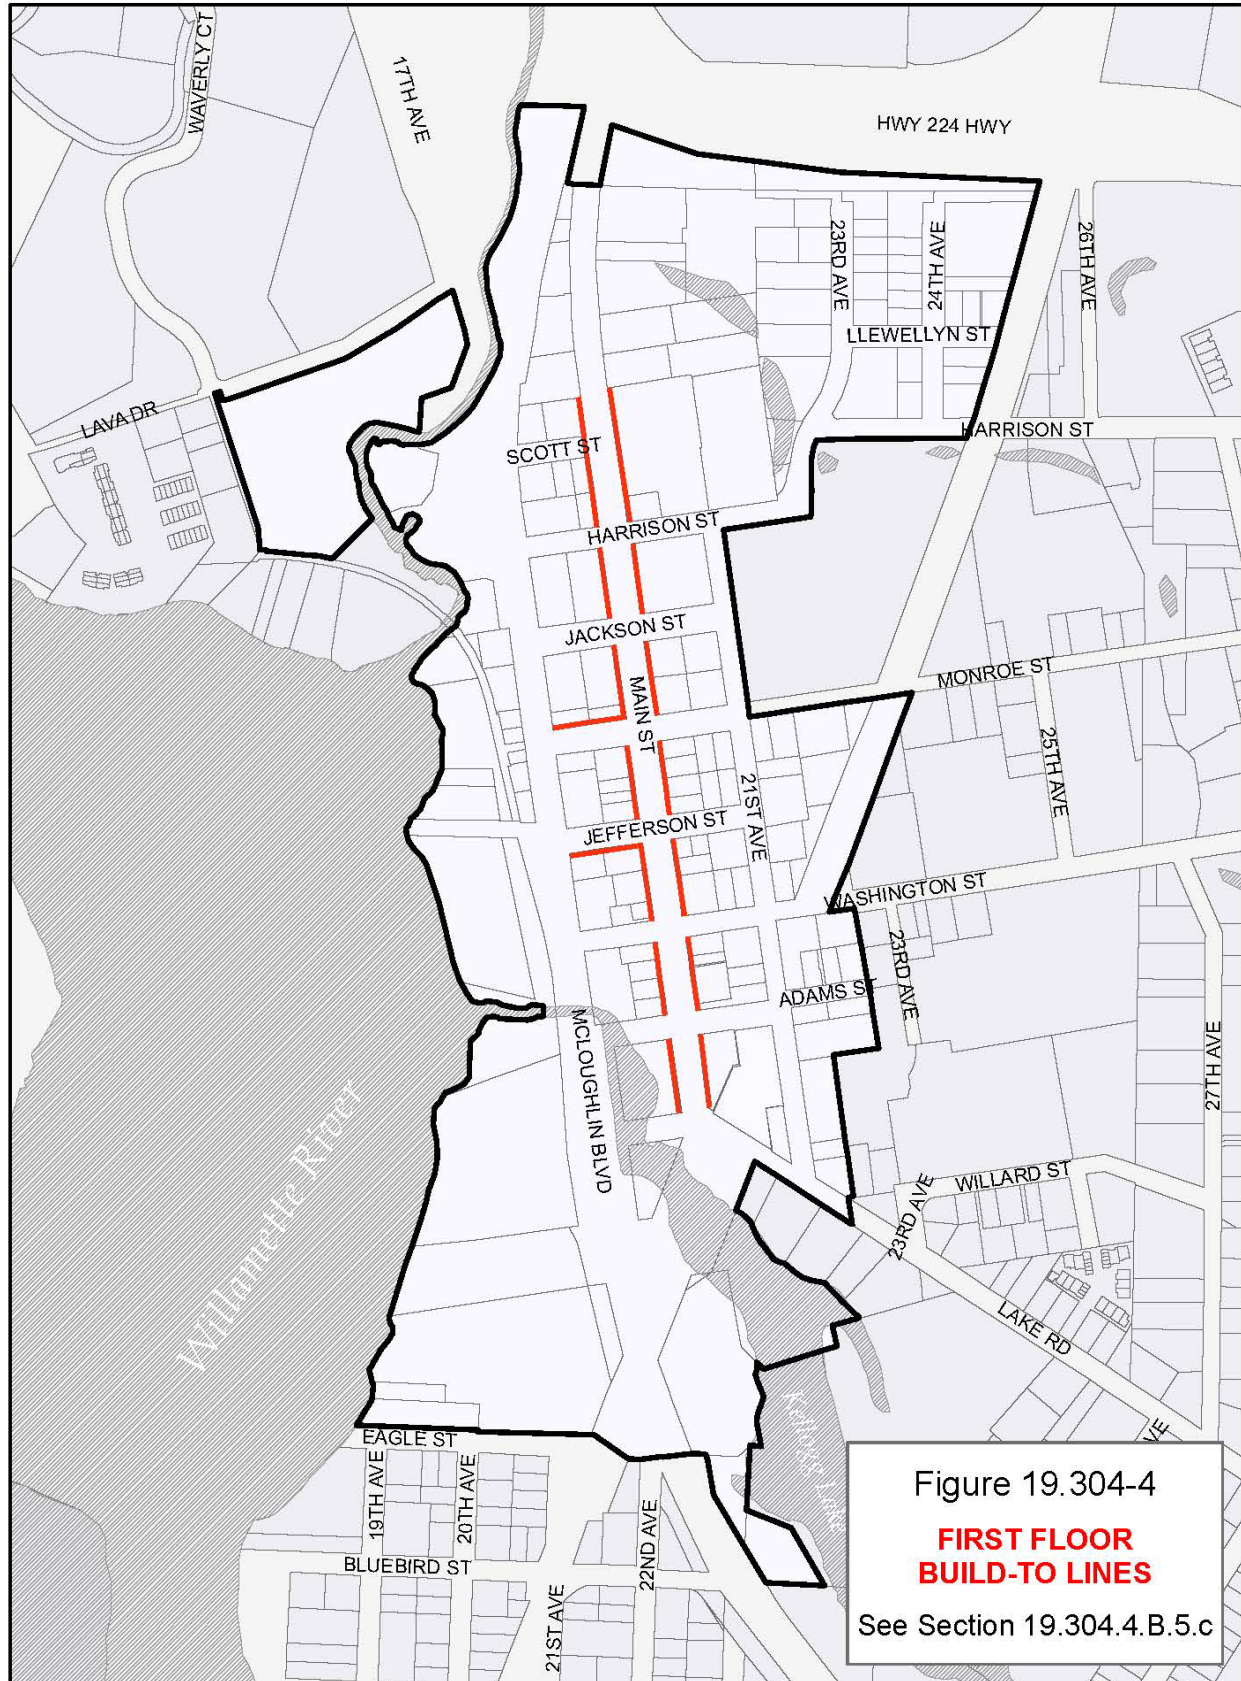 WAVERLY CT
17TH AVE
HWY 224 HWY
23RD AVE
24TH AVE
26TH AVE
LLEWELLYN ST
LAVA DR
SCOTT ST
HARRISON ST
HARRISON ST
JACKSON ST
MAIN ST
MONROE ST
25TH AVE
21ST AVE
JEFFERSON ST
WASHINGTON ST
23RD AVE
ADAMS ST
MCLOUGHLIN BLVD
27TH AVE
Willamette River
WILLARD ST
23RD AVE
LAKE RD
Kellogg Lake
EAGLE ST
19TH AVE
20TH AVE
22ND AVE
BLUEBIRD ST
21ST AVE
VE
Figure 19.304-4
FIRST FLOOR
BUILD-TO LINES
See Section 19.304.4.B.5.c